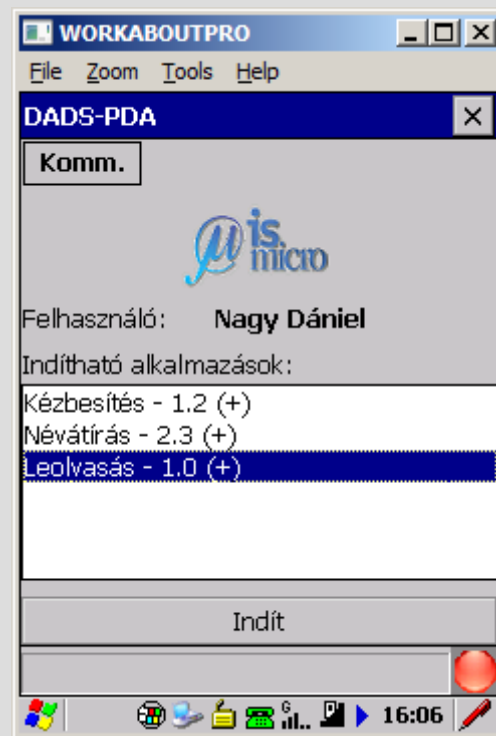 WORKABOUTPRO
File Zoom Tools Help
DADS-PDA
Komm.
µ is.
micro
Felhasználó: Nagy Dániel
Indítható alkalmazások:
Kézbesítés - 1.2 (+)
Névátírás - 2.3 (+)
Leolvasás - 1.0 (+)
Indít
G 16:06